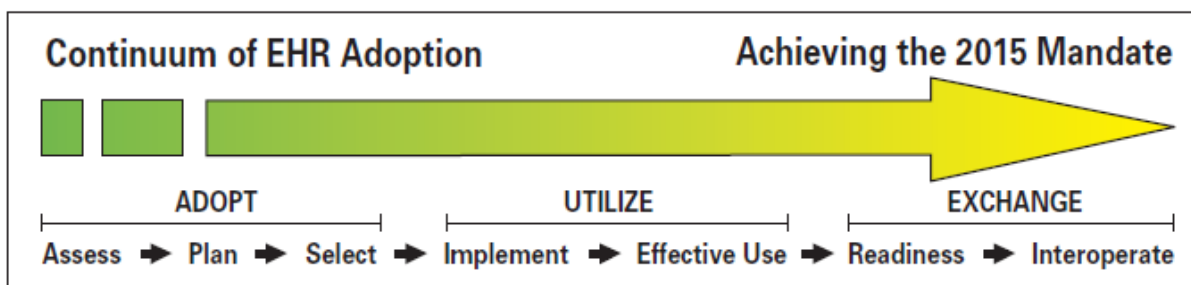 Continuum of EHR Adoption Achieving the 2015 Mandate
ADOPT UTILIZE EXCHANGE
Assess Plan Select Implement Effective Use Readiness Interoperate